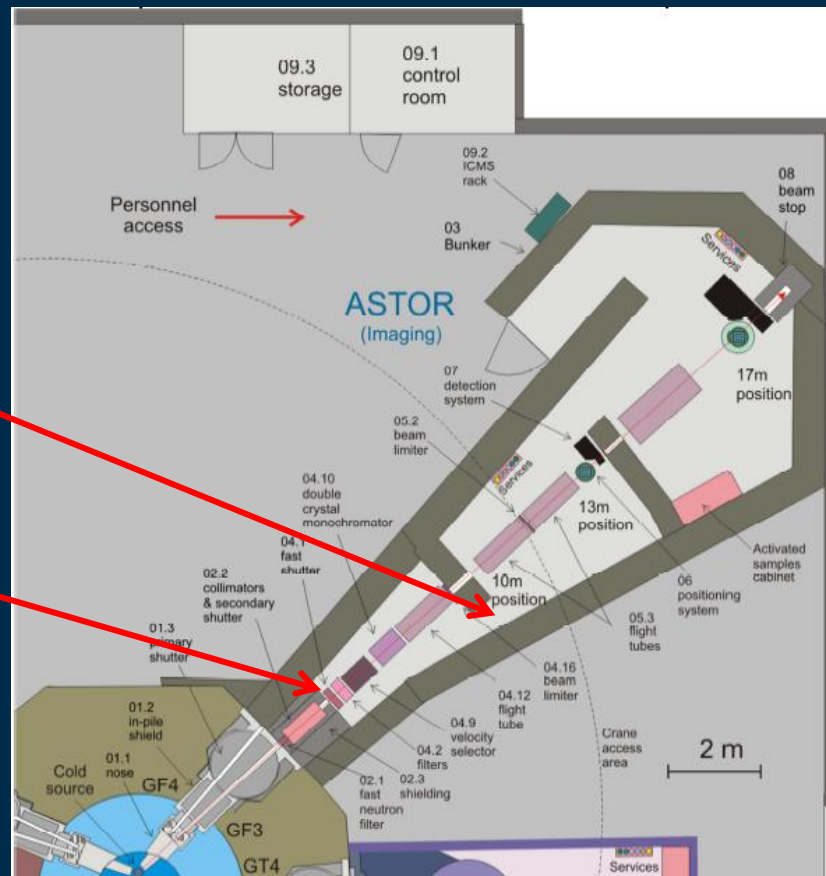 09.3
storage
09.1
control
room
09.2
ICMS
rack
08
beam
stop
Personnel
access
03
Bunker
Services
ASTOR
(Imaging)
07
detection
system
17m
position
05.2
beam
limiter
Services
04.10
double
crystal
monochromator
13m
position
04.1
fast
shutter
Activated
samples
cabinet
02.2
collimators
& secondary
shutter
10m
position
06
positioning
system
05.3
flight
tubes
01.3
primary
shutter
04.16
beam
limiter
04.12
flight
tube
01.2
in-pile
shield
04.9
velocity
selector
Crane
access
area
2 m
01.1
nose
04.2
filters
Cold
source
GF4
02.1
fast
neutron
filter
02.3
shielding
GF3
GT4
Services